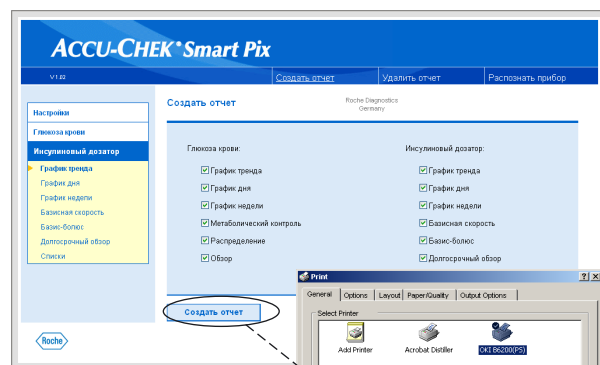 ACCU-CHEK® Smart Pix
V 1.02
Создать отчет
Удалить отчет
Распознать прибор
Создать отчет
Roche Diagnostics
Germany
Настройки
Глюкоза крови
Инсулиновый дозатор
График тренда
График дня
График недели
Базисная скорость
Базис-болюс
Долгосрочный обзор
Списки
Глюкоза крови:
График тренда
График дня
График недели
Метаболический контроль
Распределение
Обзор
Инсулиновый дозатор:
График тренда
График дня
График недели
Базисная скорость
Базис-болюс
Долгосрочный обзор
Создать отчет
Roche
Print
General Options Layout Paper/Quality Output Options
Select Printer
Add Printer
Acrobat Distiller
OKI B6200(PS)